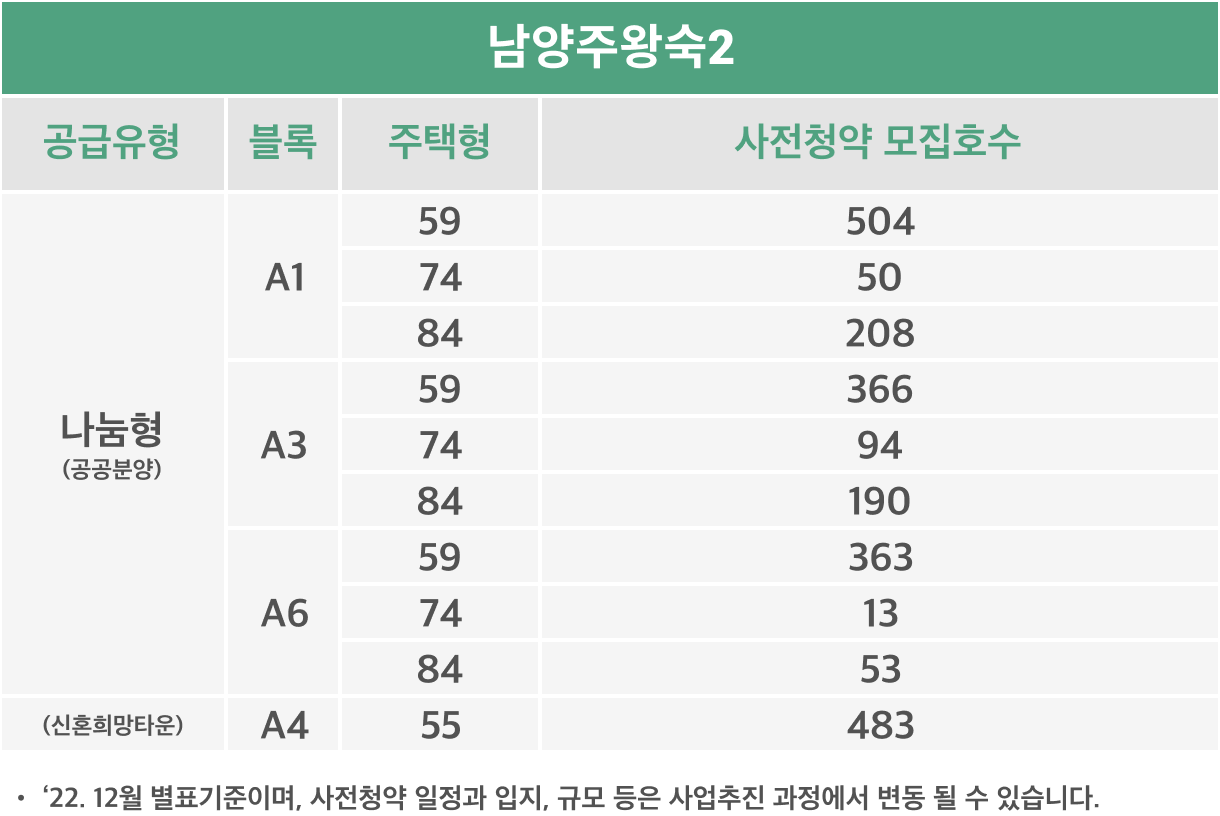 남양주왕숙2
공급유형 블록 주택형 사전청약 모집호수
나눔형
(공공분양)
A1
59 504
74 50
84 208
A3
59 366
74 94
84 190
A6
59 363
74 13
84 53
(신혼희망타운) A4 55 483
• ‘22. 12월 별표기준이며, 사전청약 일정과 입지, 규모 등은 사업추진 과정에서 변동 될 수 있습니다.